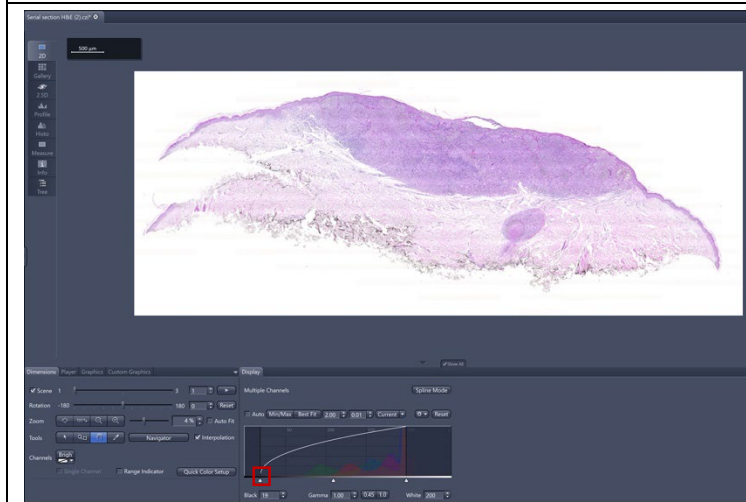 Serial section H&E (2).czi*
500 µm
2D
Gallery
2.5D
Profile
Histo
Measure
Info
Tree
Dimensions Player Graphics Custom Graphics
Display
Scene 1 3 1
Multiple Channels Spline Mode
Rotation -180 180 0 Reset
Auto Min/Max Best Fit 2.00 0.01 Current Reset
Zoom 4 % Auto Fit
Tools Navigator Interpolation
Channels
Single Channel Range Indicator Quick Color Setup
Black 19 Gamma 1.00 0.45 1.0 White 200